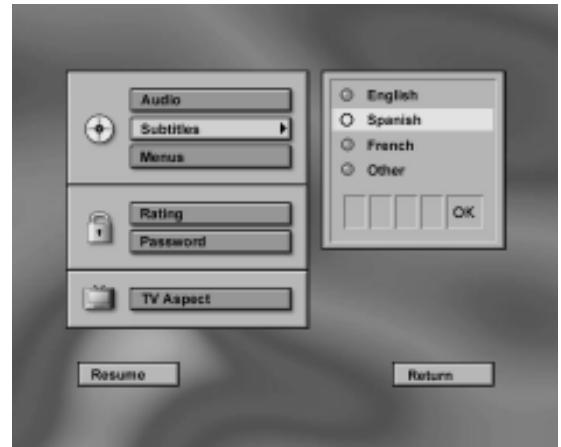 Audio
Subtitles
Menus
Rating
Password
TV Aspect
English
Spanish
French
Other
OK
Resume
Return